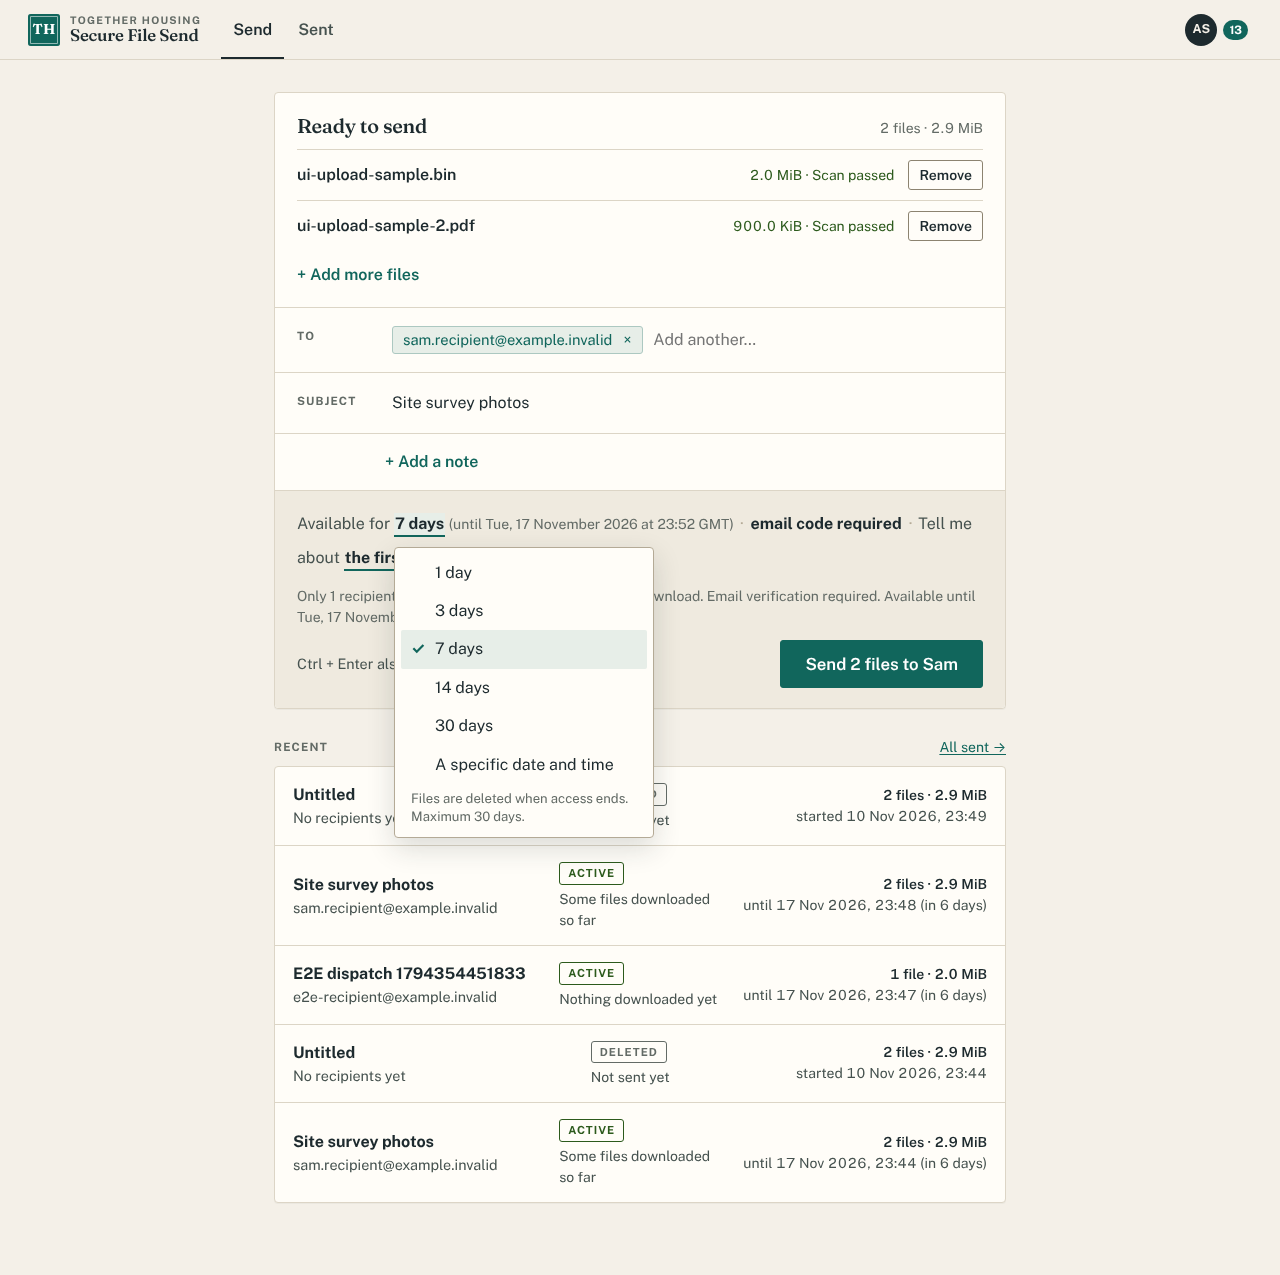 TH
TOGETHER HOUSING
Secure File Send
Send
Sent
AS
13
Ready to send
2 files · 2.9 MiB
ui-upload-sample.bin
2.0 MiB · Scan passed
Remove
ui-upload-sample-2.pdf
900.0 KiB · Scan passed
Remove
+ Add more files
TO
sam.recipient@example.invalid ×
Add another...
SUBJECT
Site survey photos
+ Add a note
Available for 7 days (until Tue, 17 November 2026 at 23:52 GMT) · email code required · Tell me
about the
1 day
3 days
✓ 7 days
14 days
30 days
A specific date and time
Files are deleted when access ends.
Maximum 30 days.
Only 1 recipient
Email verification required. Available until
Tue, 17
Ctrl + Enter
Send 2 files to Sam
RECENT
All sent →
Untitled
No recipients
yet
2 files · 2.9 MiB
started 10 Nov 2026, 23:49
Site survey photos
sam.recipient@example.invalid
ACTIVE
Some files downloaded
so far
2 files · 2.9 MiB
until 17 Nov 2026, 23:48 (in 6 days)
E2E dispatch 1794354451833
e2e-recipient@example.invalid
ACTIVE
Nothing downloaded yet
1 file · 2.0 MiB
until 17 Nov 2026, 23:47 (in 6 days)
Untitled
No recipients yet
DELETED
Not sent yet
2 files · 2.9 MiB
started 10 Nov 2026, 23:44
Site survey photos
sam.recipient@example.invalid
ACTIVE
Some files downloaded
so far
2 files · 2.9 MiB
until 17 Nov 2026, 23:44 (in 6 days)